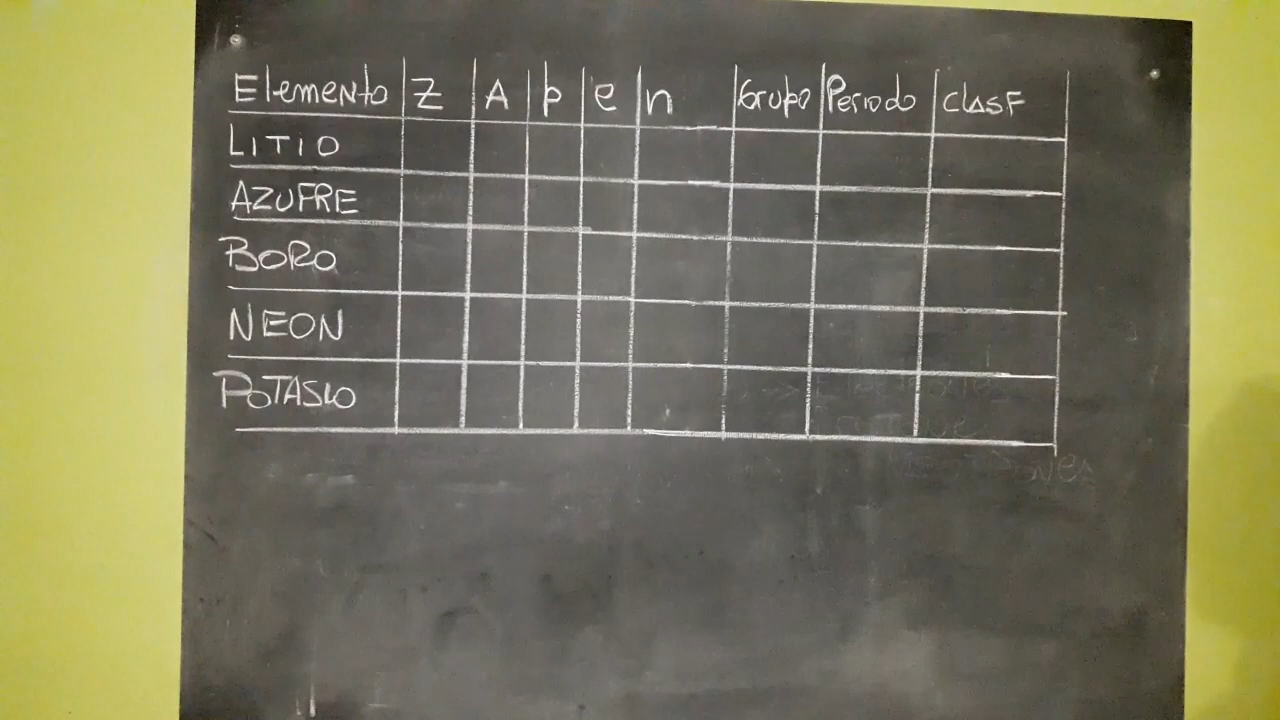 Elemento Z A p e n Grupo Periodo clasF
LITIO
AZUFRE
BORO
NEON
POTASIO